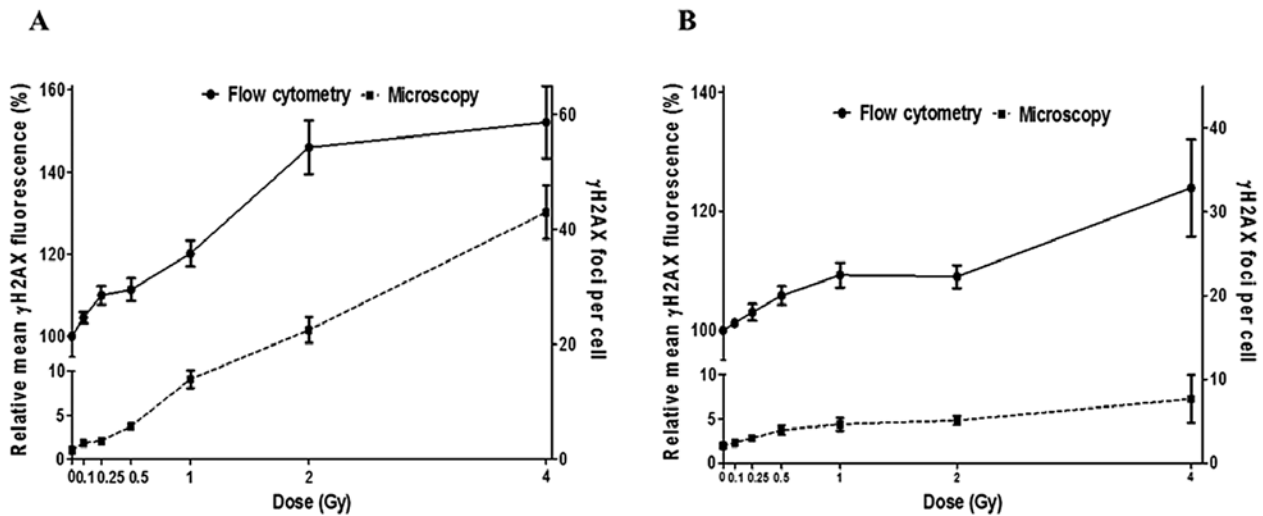 A
Relative mean γH2AX fluorescence (%)
160
140
120
100
10
5
0
Flow cytometry
Microscopy
60
40
20
0
γH2AX foci per cell
0 0.1 0.25 0.5 1 2 4
Dose (Gy)
B
Relative mean γH2AX fluorescence (%)
140
120
100
10
5
0
Flow cytometry
Microscopy
40
30
20
10
0
γH2AX foci per cell
0 0.1 0.25 0.5 1 2 4
Dose (Gy)